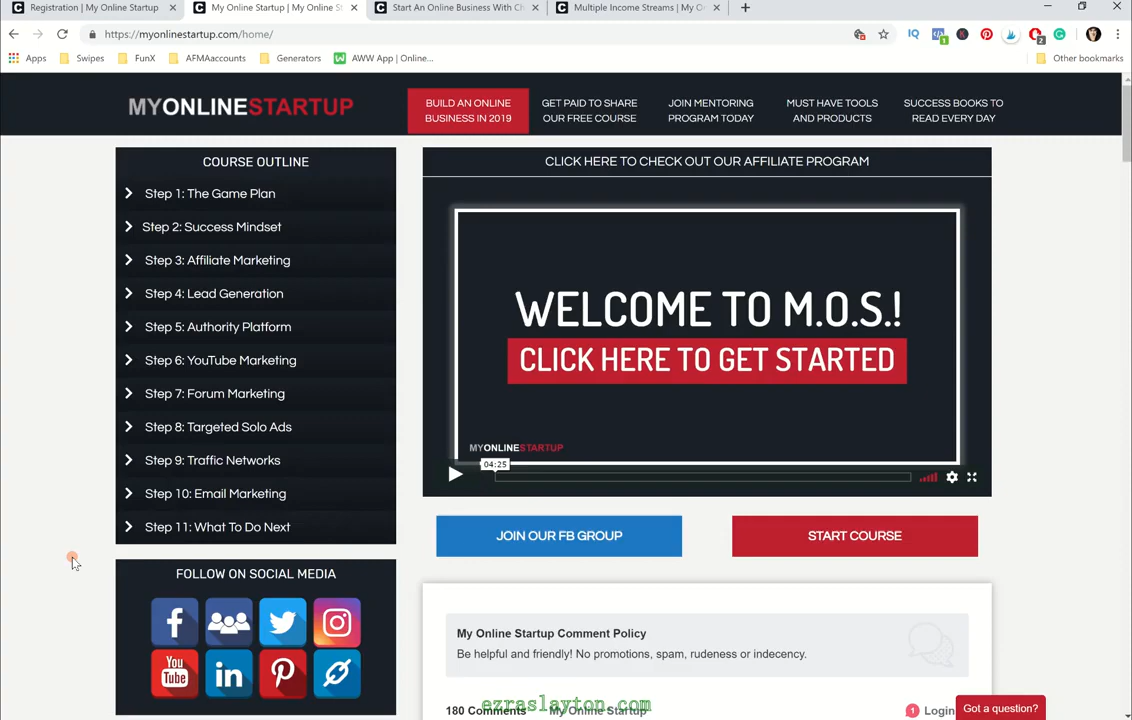 Registration | My Online Startup
My Online Startup | My Online S
Start An Online Business With Ch
Multiple Income Streams | My O
https://myonlinestartup.com/home/
IQ
1
K
2
Apps
Swipes
FunX
AFMAaccounts
Generators
AWW App | Online...
Other bookmarks
MYONLINESTARTUP
BUILD AN ONLINE
BUSINESS IN 2019
GET PAID TO SHARE
OUR FREE COURSE
JOIN MENTORING
PROGRAM TODAY
MUST HAVE TOOLS
AND PRODUCTS
SUCCESS BOOKS TO
READ EVERY DAY
COURSE OUTLINE
Step 1: The Game Plan
Step 2: Success Mindset
Step 3: Affiliate Marketing
Step 4: Lead Generation
Step 5: Authority Platform
Step 6: YouTube Marketing
Step 7: Forum Marketing
Step 8: Targeted Solo Ads
Step 9: Traffic Networks
Step 10: Email Marketing
Step 11: What To Do Next
FOLLOW ON SOCIAL MEDIA
You
Tube
in
CLICK HERE TO CHECK OUT OUR AFFILIATE PROGRAM
WELCOME TO M.O.S.!
CLICK HERE TO GET STARTED
MYONLINESTARTUP
04:25
JOIN OUR FB GROUP
START COURSE
My Online Startup Comment Policy
Be helpful and friendly! No promotions, spam, rudeness or indecency.
180 Comments
My Online Startup
1
Login
ezraslayton.com
Got a question?